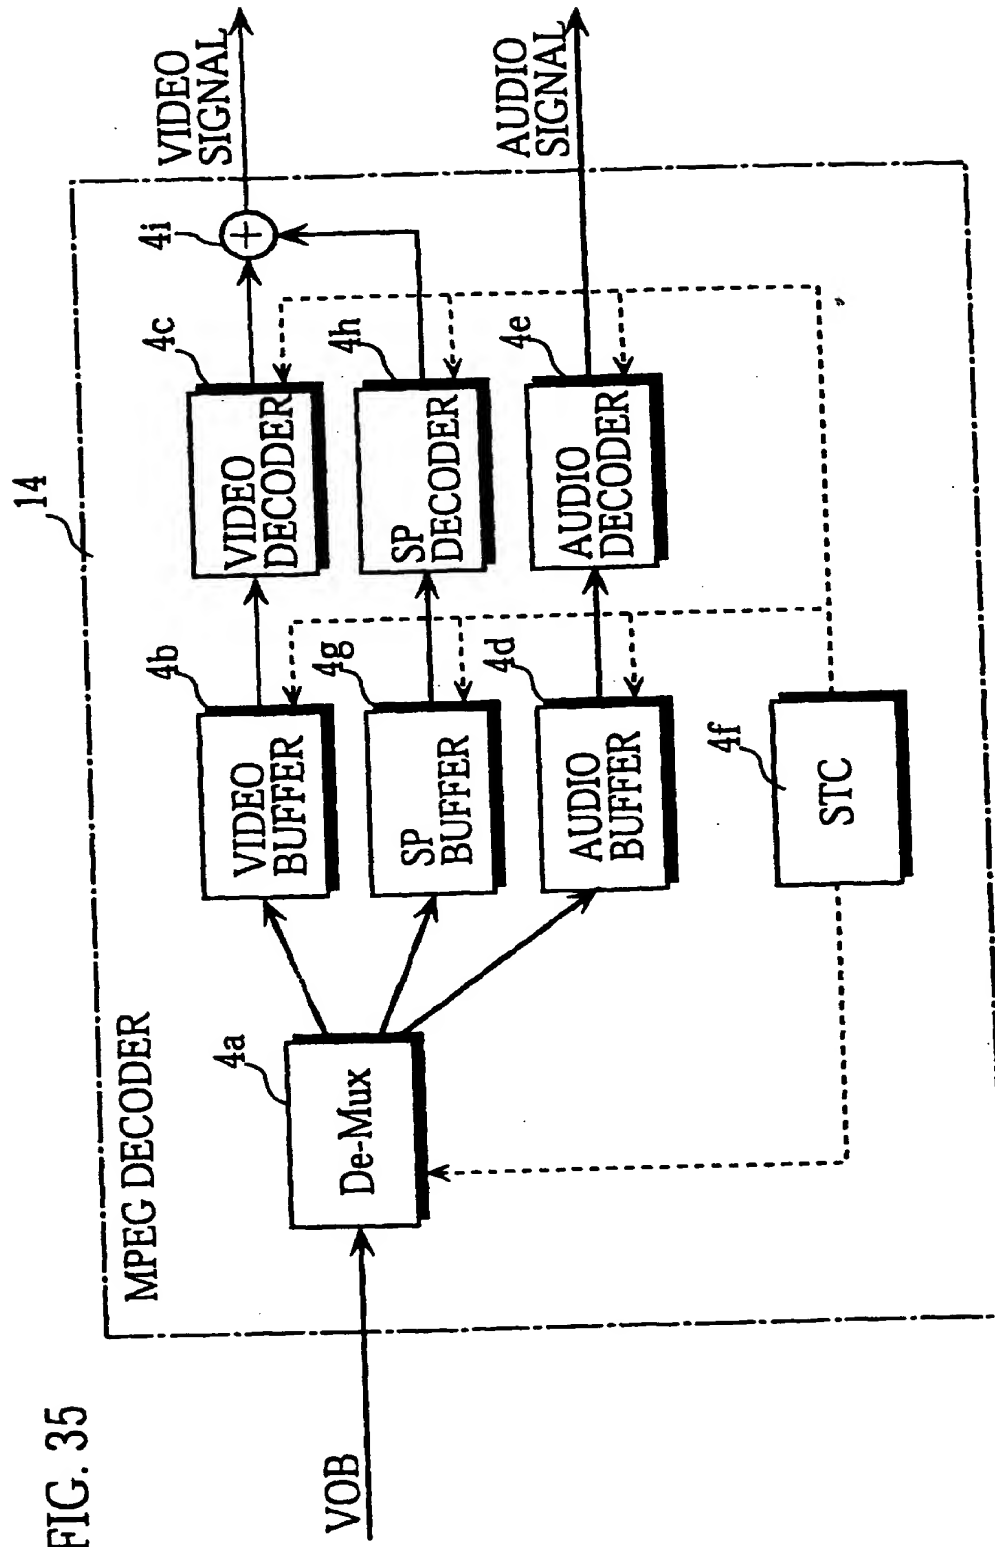 FIG. 35
14
MPEG DECODER
VOB
4a
De-Mux
4b
VIDEO
BUFFER
4g
SP
BUFFER
4d
AUDIO
BUFFER
4f
STC
4c
VIDEO
DECODER
4h
SP
DECODER
4e
AUDIO
DECODER
4i
VIDEO
SIGNAL
AUDIO
SIGNAL